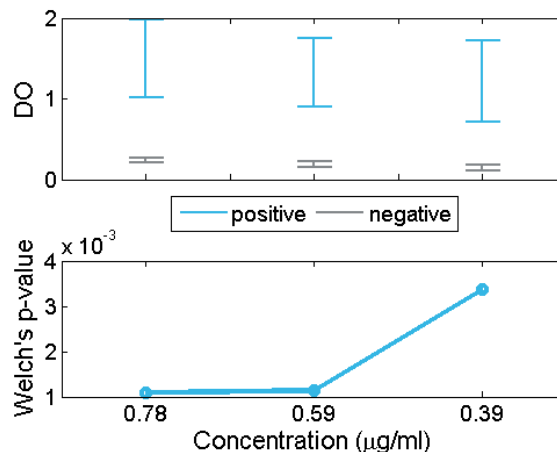 2
1
0
DO
positive
negative
x 10-3
4
3
2
1
Welch's p-value
0.78 0.59 0.39
Concentration (μg/ml)